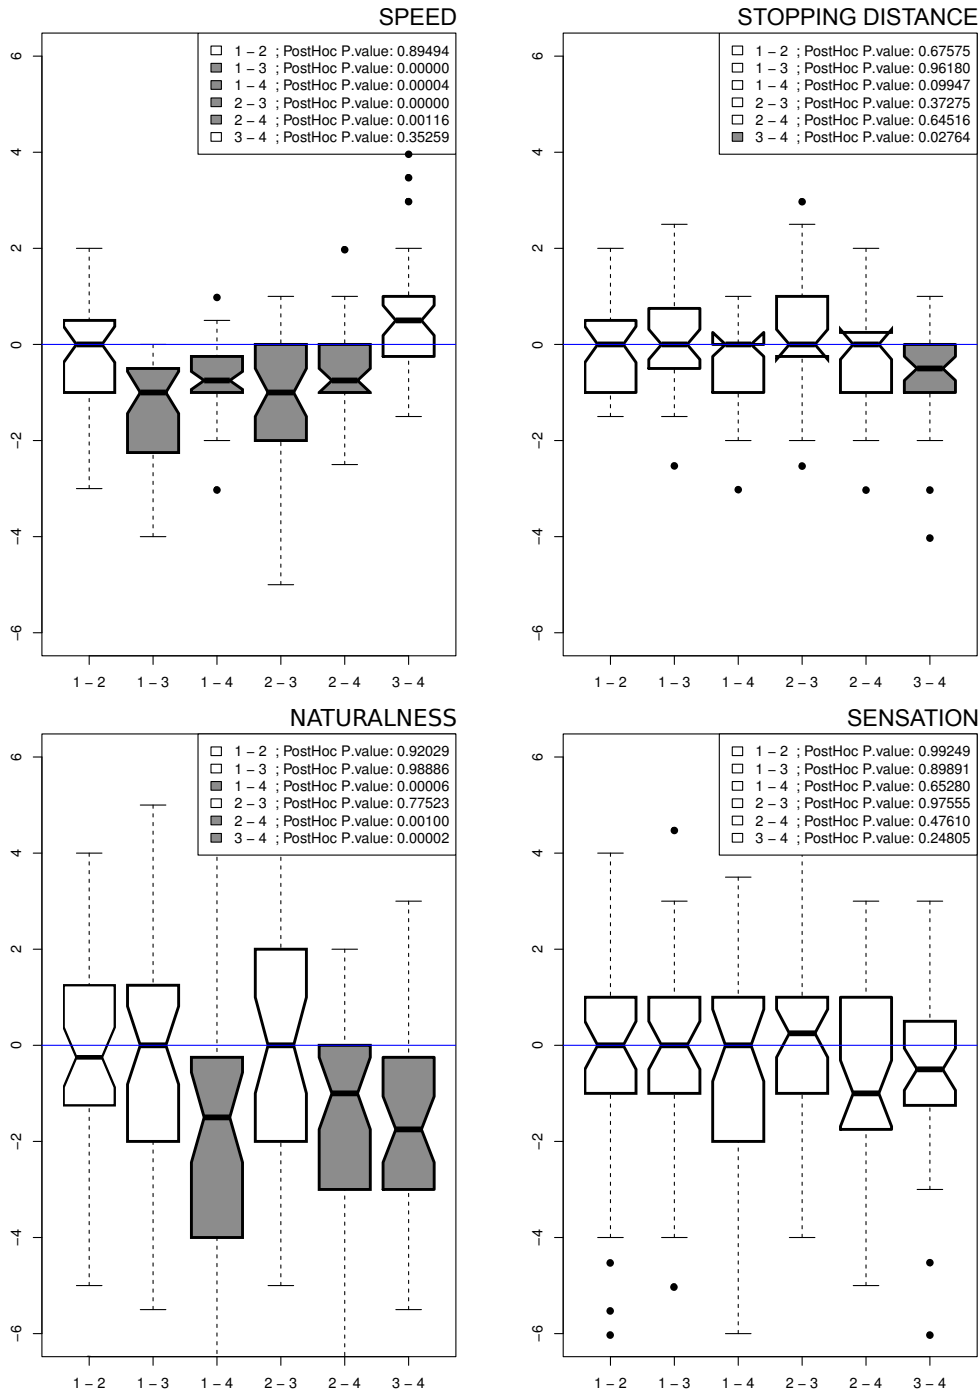 SPEED
1 – 2 ; PostHoc P.value: 0.89494
1 – 3 ; PostHoc P.value: 0.00000
1 – 4 ; PostHoc P.value: 0.00004
2 – 3 ; PostHoc P.value: 0.00000
2 – 4 ; PostHoc P.value: 0.00116
3 – 4 ; PostHoc P.value: 0.35259
6
4
2
0
−2
−4
−6
1 – 2 1 – 3 1 – 4 2 – 3 2 – 4 3 – 4
STOPPING DISTANCE
1 – 2 ; PostHoc P.value: 0.67575
1 – 3 ; PostHoc P.value: 0.96180
1 – 4 ; PostHoc P.value: 0.09947
2 – 3 ; PostHoc P.value: 0.37275
2 – 4 ; PostHoc P.value: 0.64516
3 – 4 ; PostHoc P.value: 0.02764
6
4
2
0
−2
−4
−6
1 – 2 1 – 3 1 – 4 2 – 3 2 – 4 3 – 4
NATURALNESS
1 – 2 ; PostHoc P.value: 0.92029
1 – 3 ; PostHoc P.value: 0.98886
1 – 4 ; PostHoc P.value: 0.00006
2 – 3 ; PostHoc P.value: 0.77523
2 – 4 ; PostHoc P.value: 0.00100
3 – 4 ; PostHoc P.value: 0.00002
6
4
2
0
−2
−4
−6
1 – 2 1 – 3 1 – 4 2 – 3 2 – 4 3 – 4
SENSATION
1 – 2 ; PostHoc P.value: 0.99249
1 – 3 ; PostHoc P.value: 0.89891
1 – 4 ; PostHoc P.value: 0.65280
2 – 3 ; PostHoc P.value: 0.97555
2 – 4 ; PostHoc P.value: 0.47610
3 – 4 ; PostHoc P.value: 0.24805
6
4
2
0
−2
−4
−6
1 – 2 1 – 3 1 – 4 2 – 3 2 – 4 3 – 4